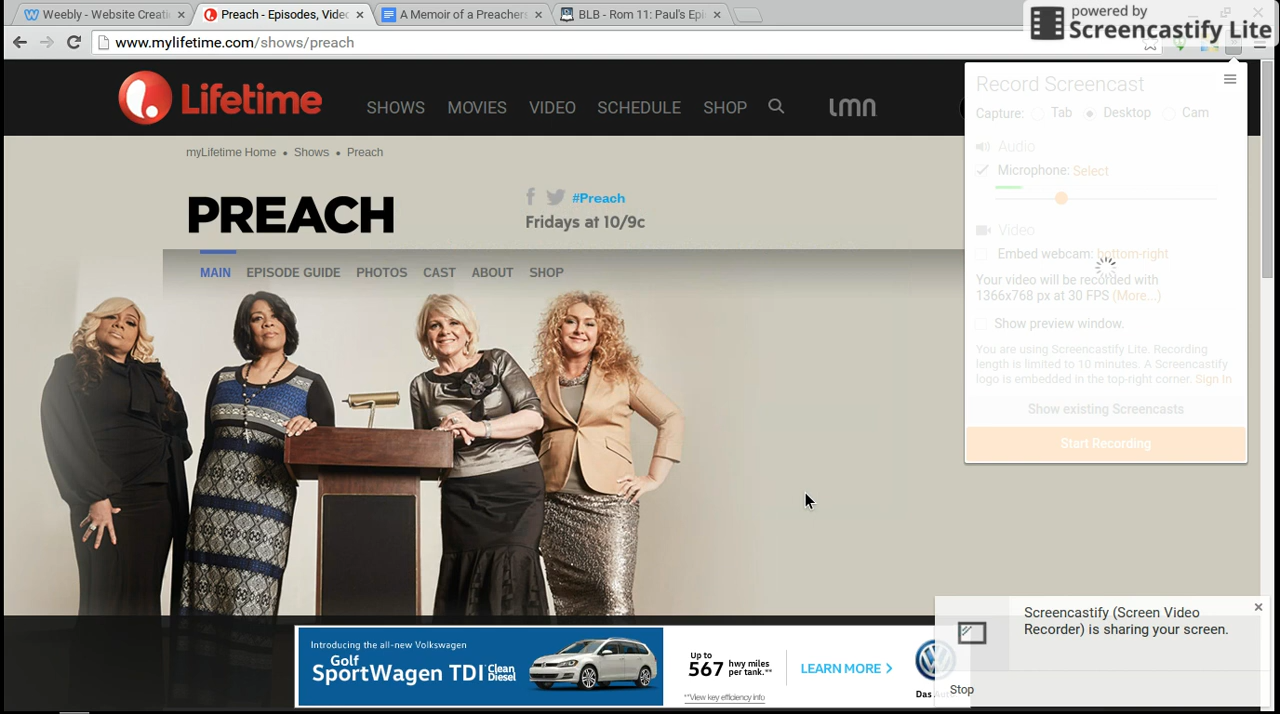 Weebly - Website Creati
Preach - Episodes, Videc
A Memoir of a Preachers
BLB - Rom 11: Paul's Epi
powered by
Screencastify Lite
www.mylifetime.com/shows/preach
Lifetime
SHOWS
MOVIES
VIDEO
SCHEDULE
SHOP
lmn
myLifetime Home • Shows • Preach
PREACH
#Preach
Fridays at 10/9c
MAIN
EPISODE GUIDE
PHOTOS
CAST
ABOUT
SHOP
Record Screencast
Capture: Tab Desktop Cam
Audio
Microphone: Select
Video
Embed webcam: bottom-right
Your video will be recorded with
1366x768 px at 30 FPS (More...)
Show preview window.
You are using Screencastify Lite. Recording
length is limited to 10 minutes. A Screencastify
logo is embedded in the top-right corner. Sign In
Show existing Screencasts
Start Recording
Introducing the all-new Volkswagen
Golf
SportWagen TDI Clean
Diesel
Up to
567 hwy miles
per tank.**
**View key efficiency info
LEARN MORE >
Das Auto
Screencastify (Screen Video
Recorder) is sharing your screen.
Stop